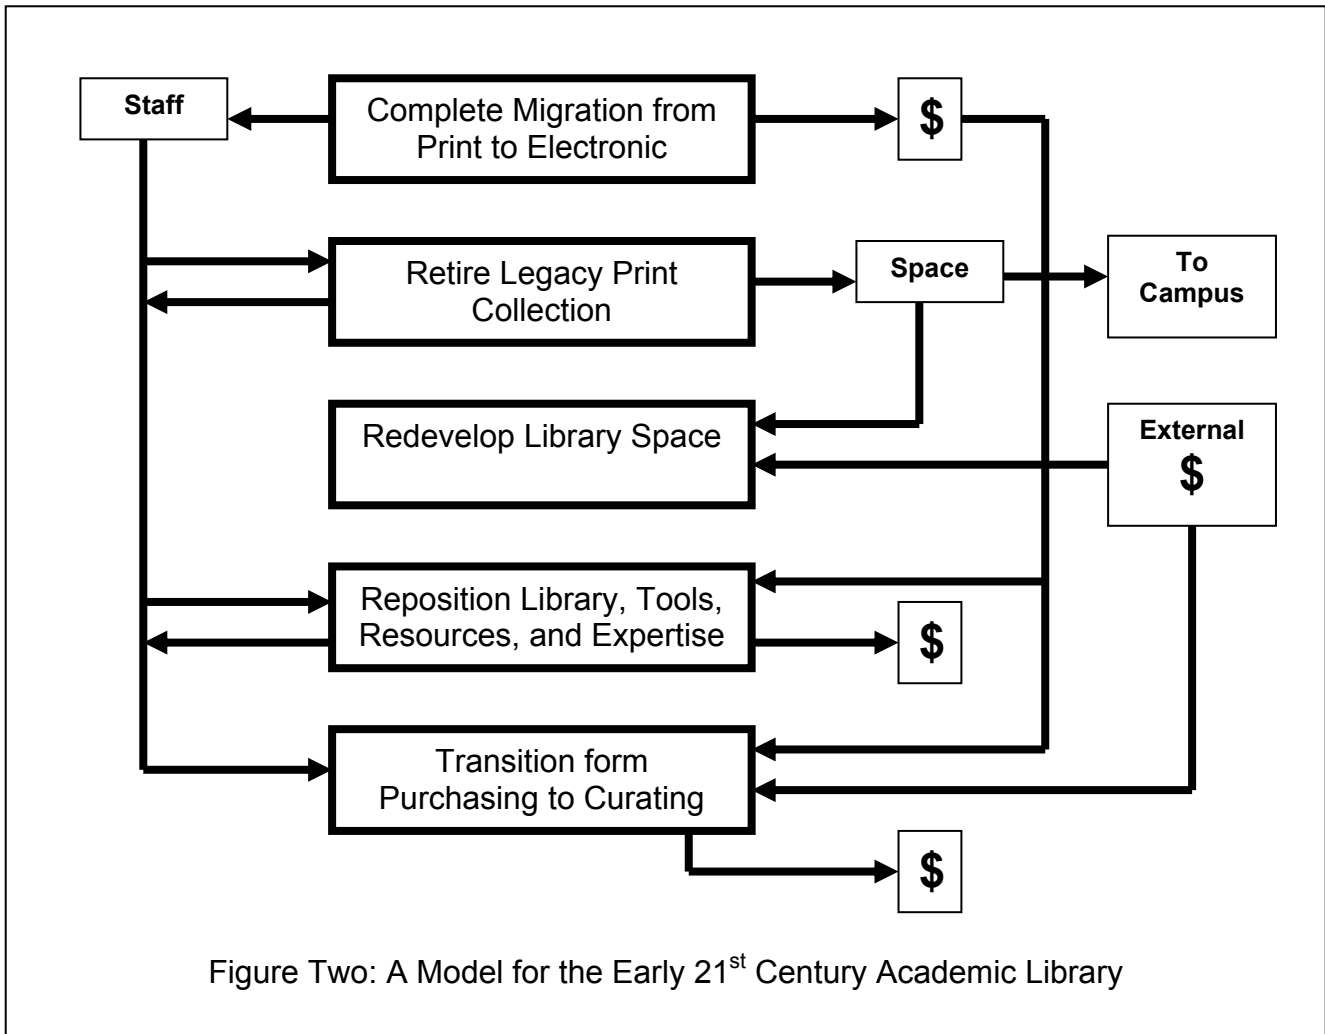 Staff
Complete Migration from
Print to Electronic
$
Retire Legacy Print
Collection
Space
To
Campus
Redevelop Library Space
External
$
Reposition Library, Tools,
Resources, and Expertise
$
Transition form
Purchasing to Curating
$
Figure Two: A Model for the Early 21st Century Academic Library